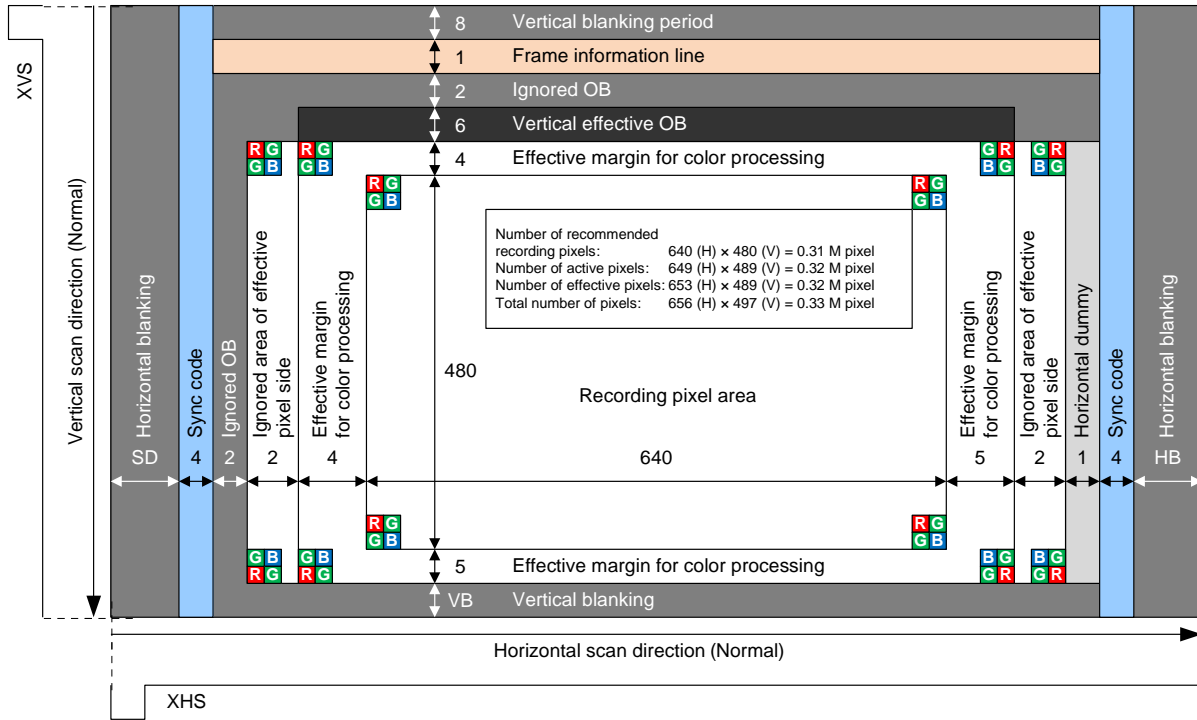 8 Vertical blanking period
1 Frame information line
2 Ignored OB
6 Vertical effective OB
R G R G G R G R
G B G B B G G B
4 Effective margin for color processing
R G R G
G B G B
XVS
Vertical scan direction (Normal)
Number of recommended
recording pixels: 640 (H) × 480 (V) = 0.31 M pixel
Number of active pixels: 649 (H) × 489 (V) = 0.32 M pixel
Number of effective pixels: 653 (H) × 489 (V) = 0.32 M pixel
Total number of pixels: 656 (H) × 497 (V) = 0.33 M pixel
Horizontal blanking
SD
Sync code
4
Ignored OB
2
Ignored area of effective
pixel side
2
Effective margin
for color processing
4
480
Recording pixel area
640
Effective margin
for color processing
5
Ignored area of effective
pixel side
2
Horizontal dummy
1
Sync code
4
Horizontal blanking
HB
R G R G
G B G B
G B G B B G B G
R G R G G R G R
5 Effective margin for color processing
VB Vertical blanking
Horizontal scan direction (Normal)
XHS